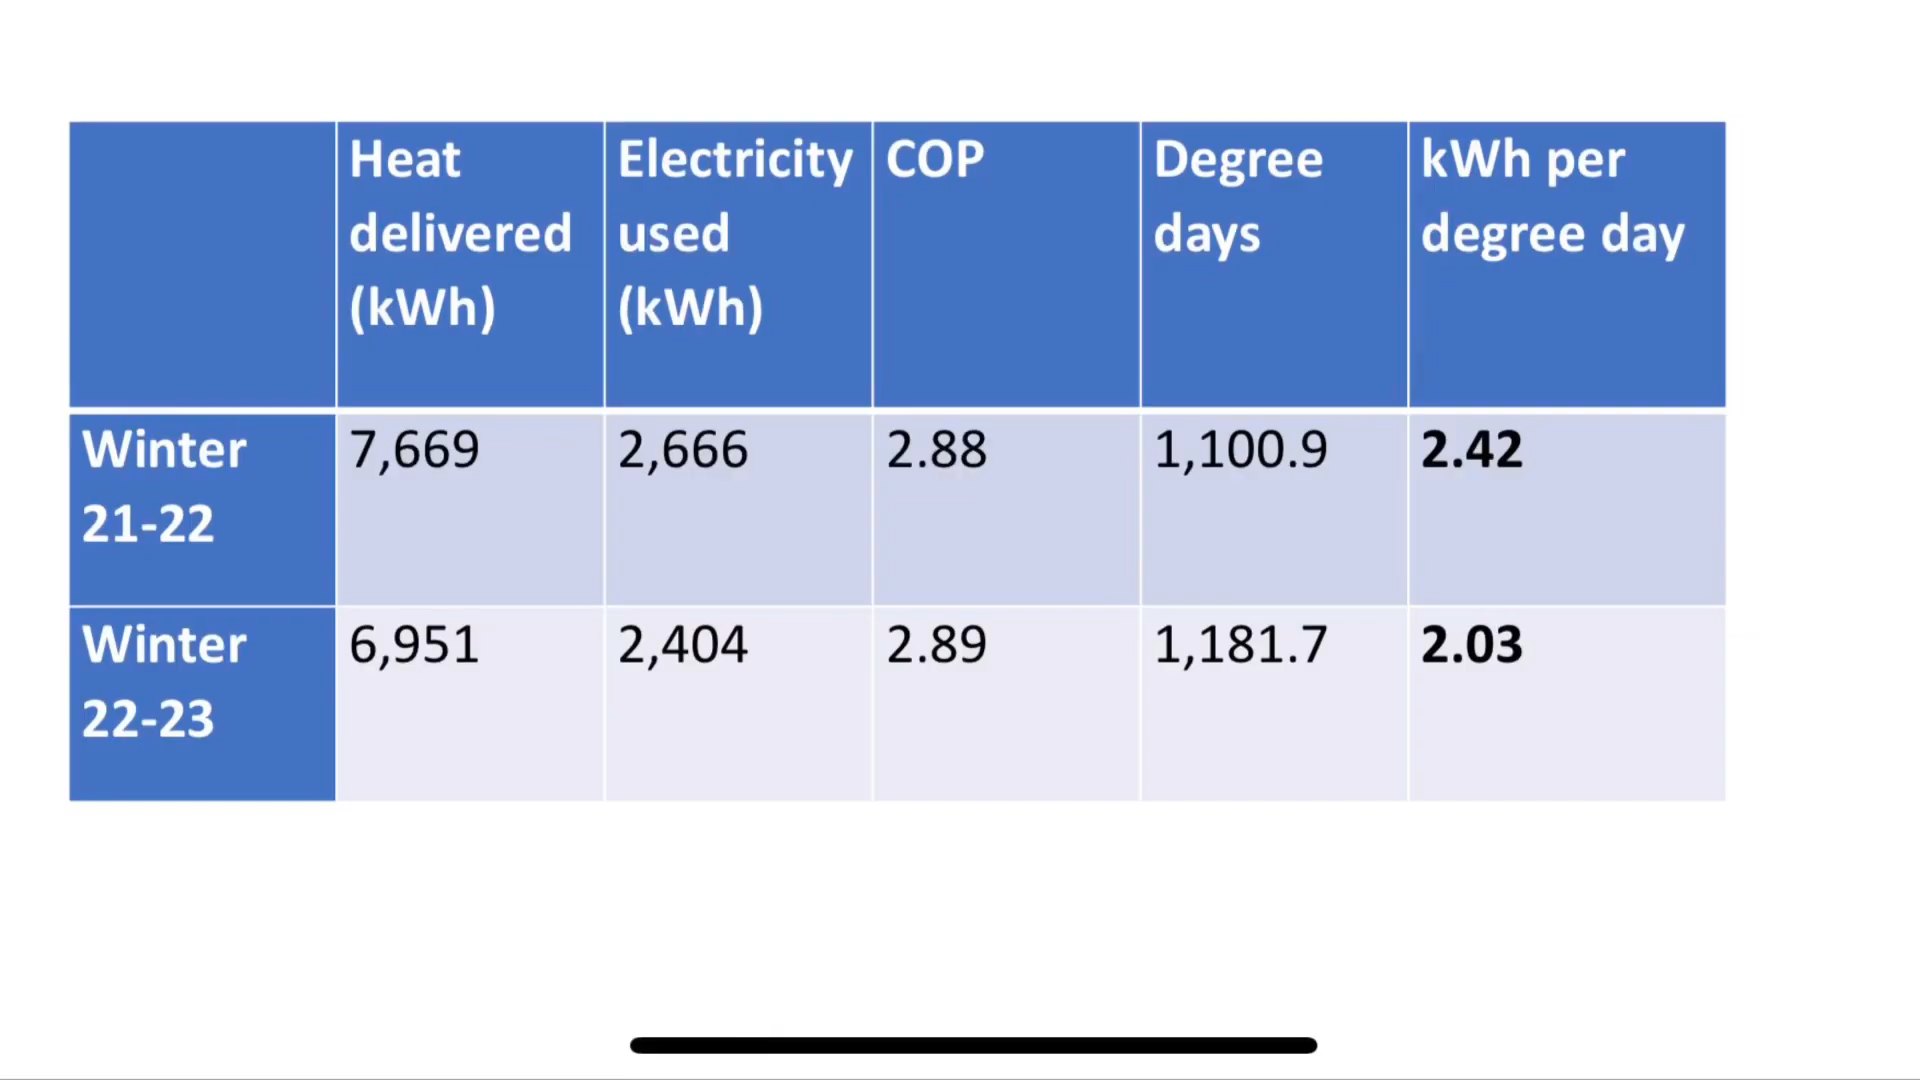 Heat delivered (kWh)
Electricity used (kWh)
COP
Degree days
kWh per degree day
Winter 21-22
7,669
2,666
2.88
1,100.9
2.42
Winter 22-23
6,951
2,404
2.89
1,181.7
2.03